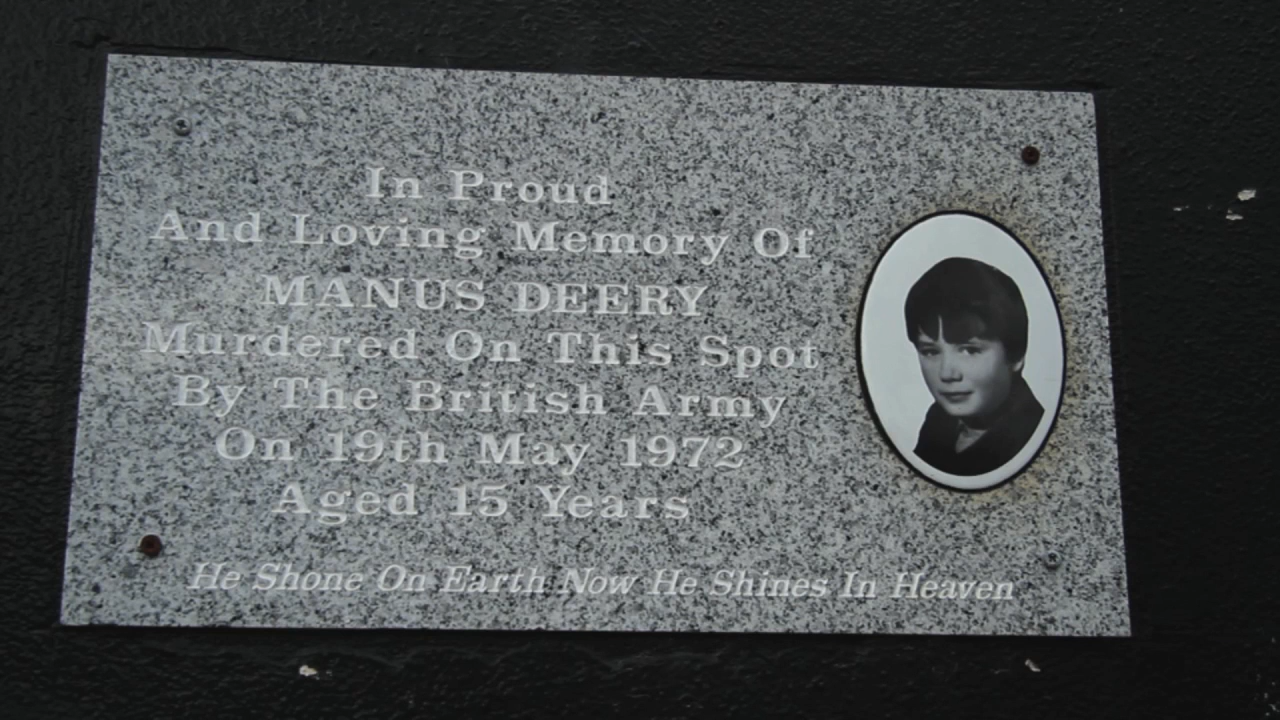 In Proud
And Loving Memory Of
MANUS DEERY
Murdered On This Spot
By The British Army
On 19th May 1972
Aged 15 Years
He Shone On Earth Now He Shines In Heaven